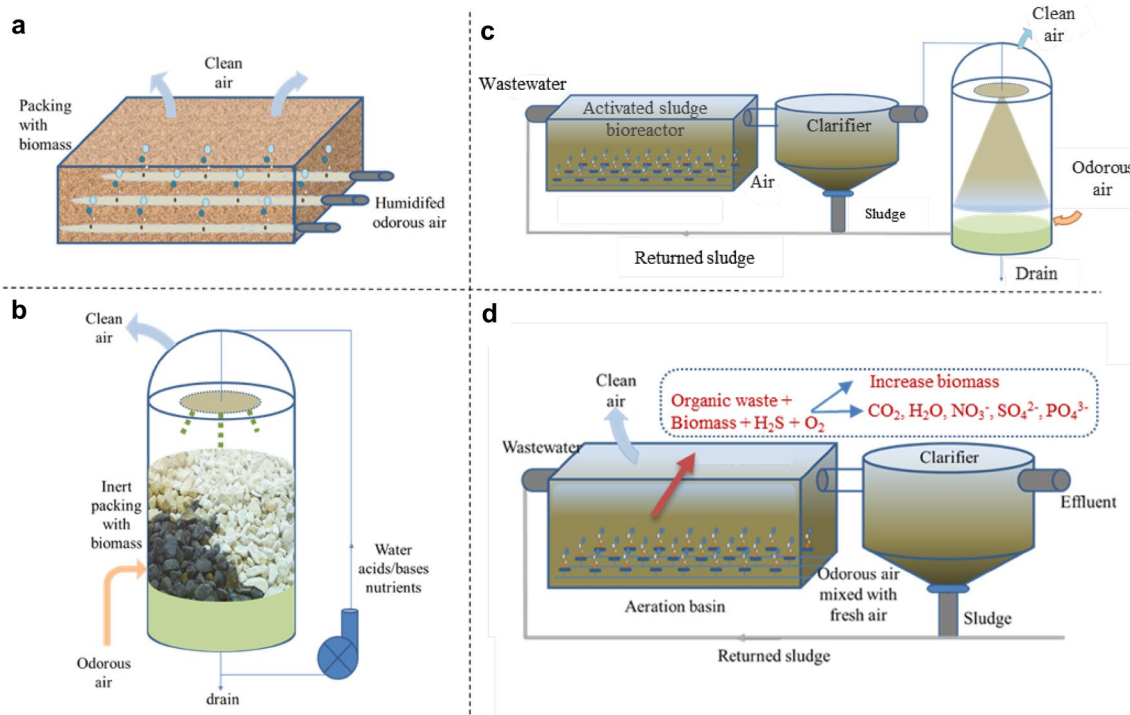 a
Clean
air
Packing
with
biomass
Humidifed
odorous air
b
Clean
air
Inert
packing
with
biomass
Water
acids/bases
nutrients
Odorous
air
drain
c
Clean
air
Wastewater
Activated sludge
bioreactor
Clarifier
Air
Sludge
Odorous
air
Returned sludge
Drain
d
Clean
air
Organic waste +
Biomass + H₂S + O₂
Increase biomass
CO₂, H₂O, NO₃⁻, SO₄²⁻, PO₄³⁻
Wastewater
Clarifier
Effluent
Aeration basin
Odorous air
mixed with
fresh air
Sludge
Returned sludge